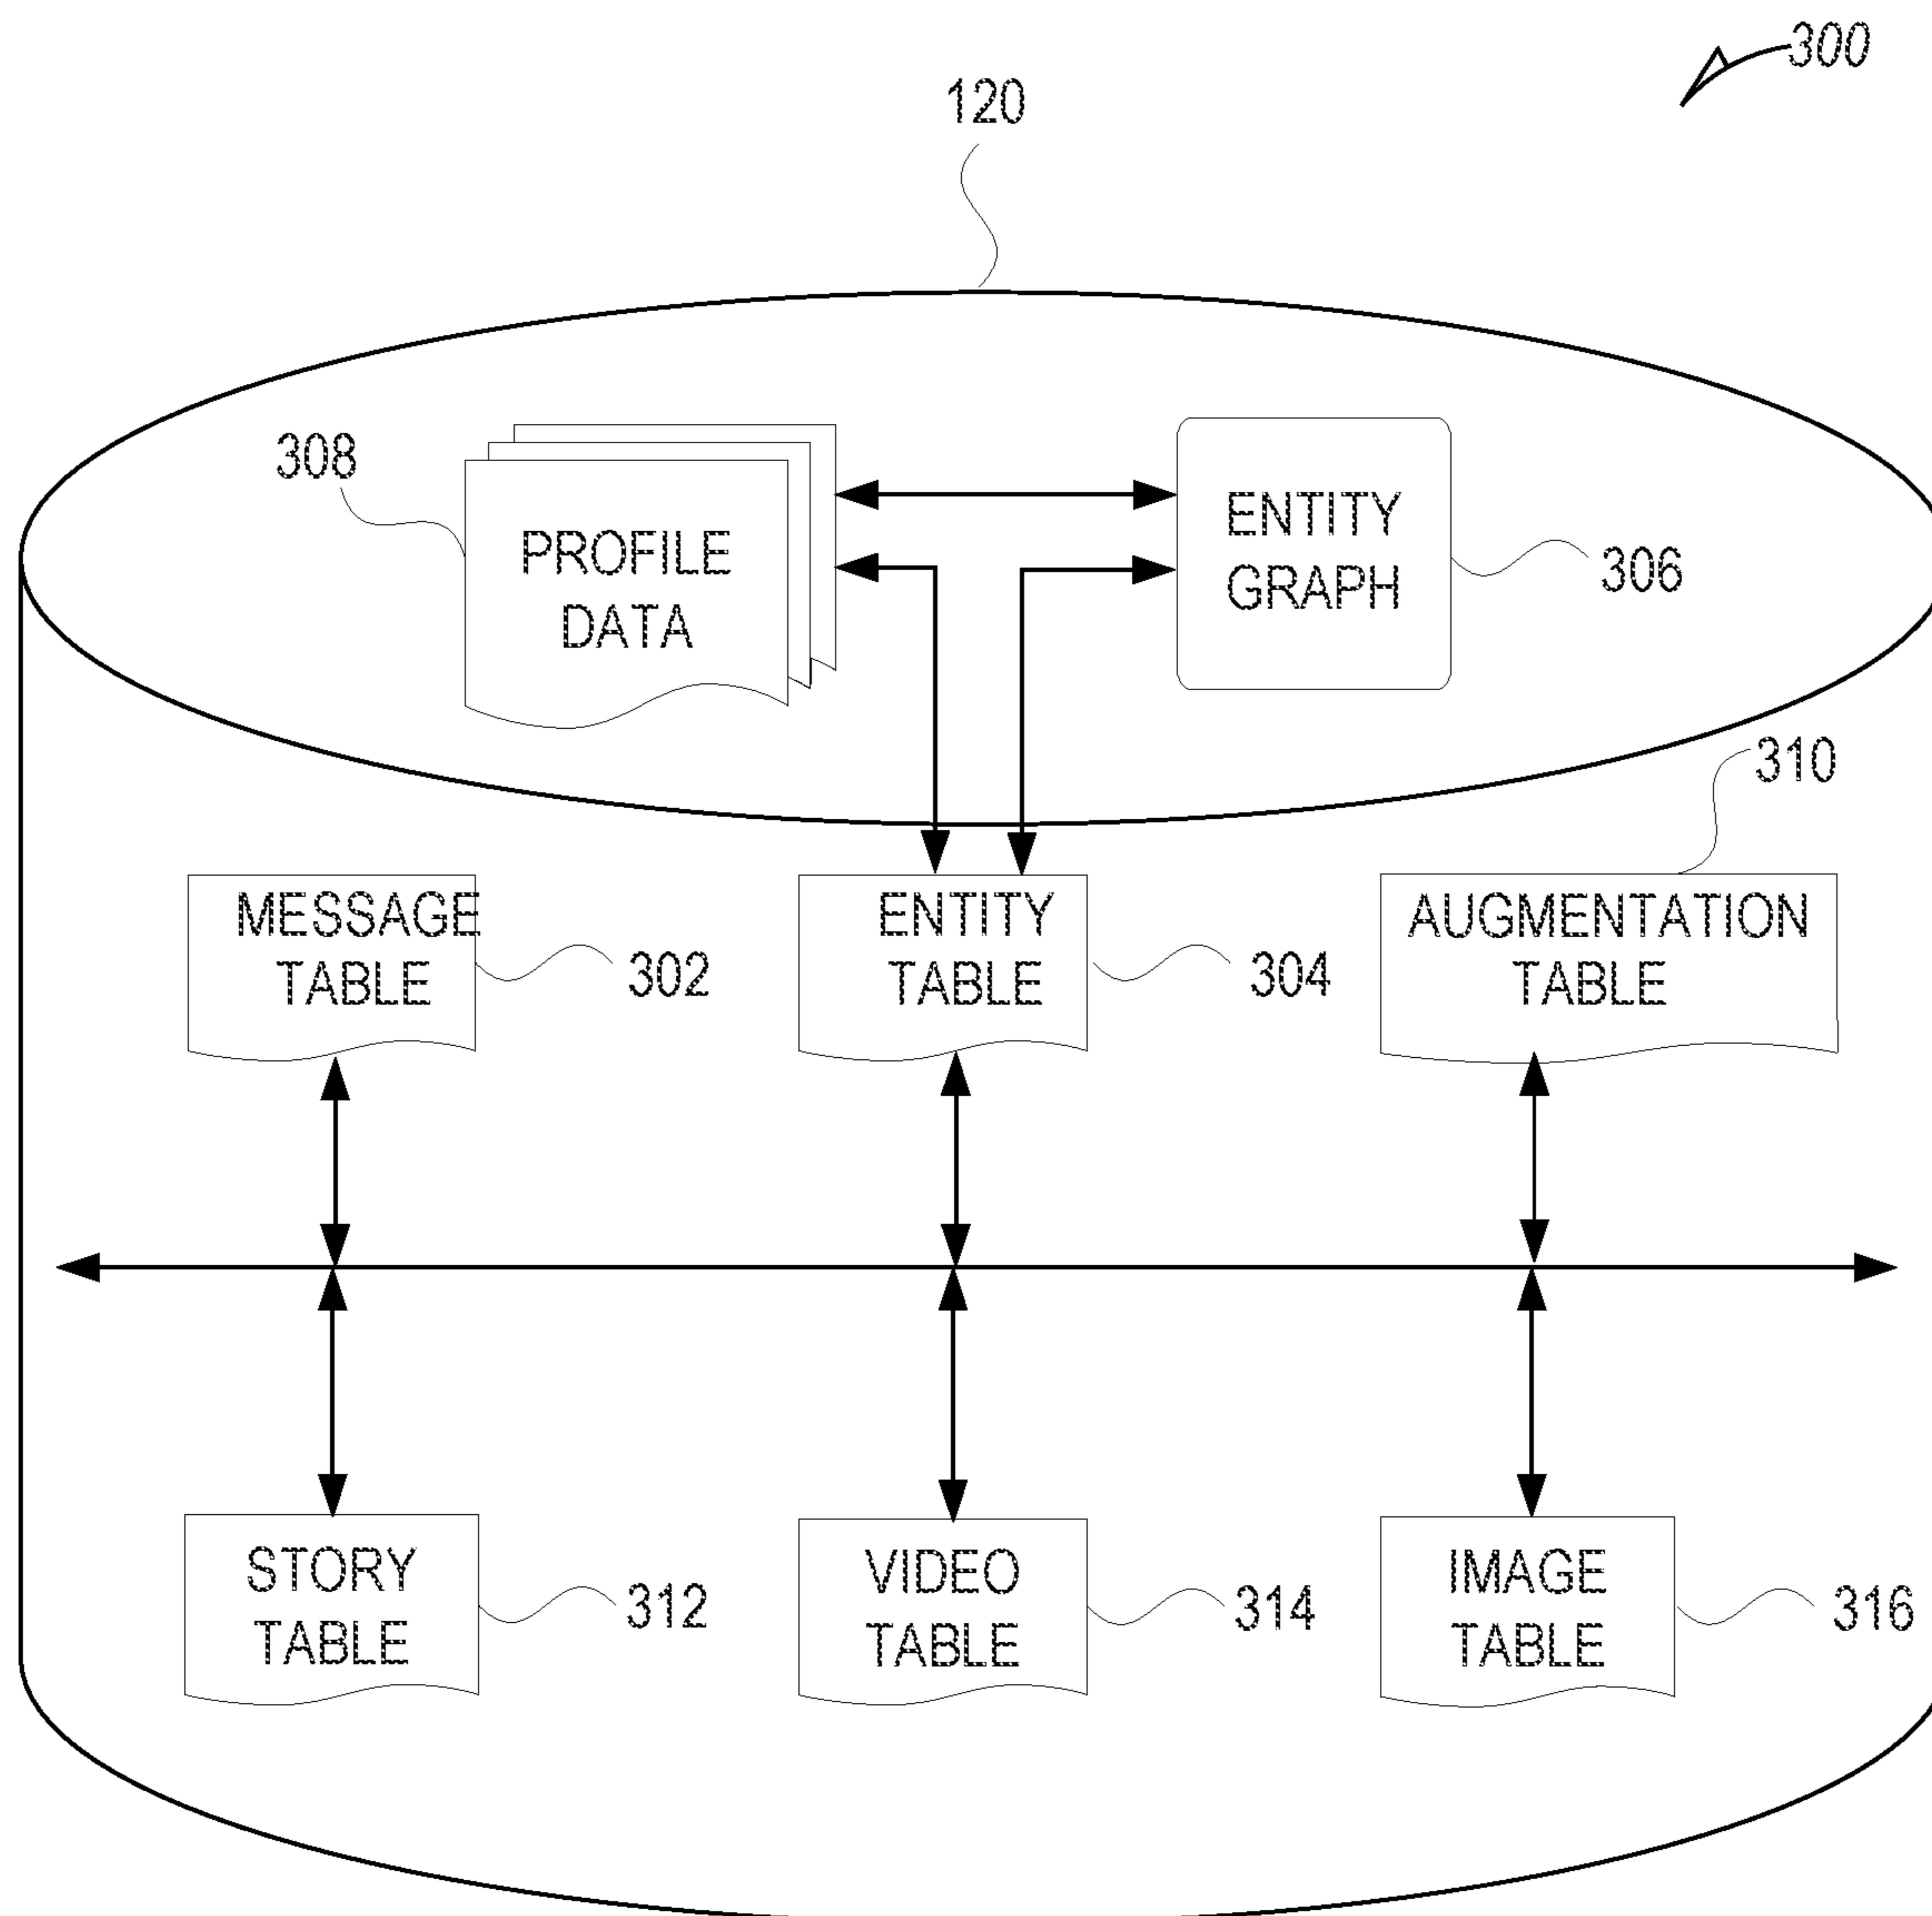 300
120
308
PROFILE
DATA
ENTITY
GRAPH
306
310
MESSAGE
TABLE
302
ENTITY
TABLE
304
AUGMENTATION
TABLE
STORY
TABLE
312
VIDEO
TABLE
314
IMAGE
TABLE
316